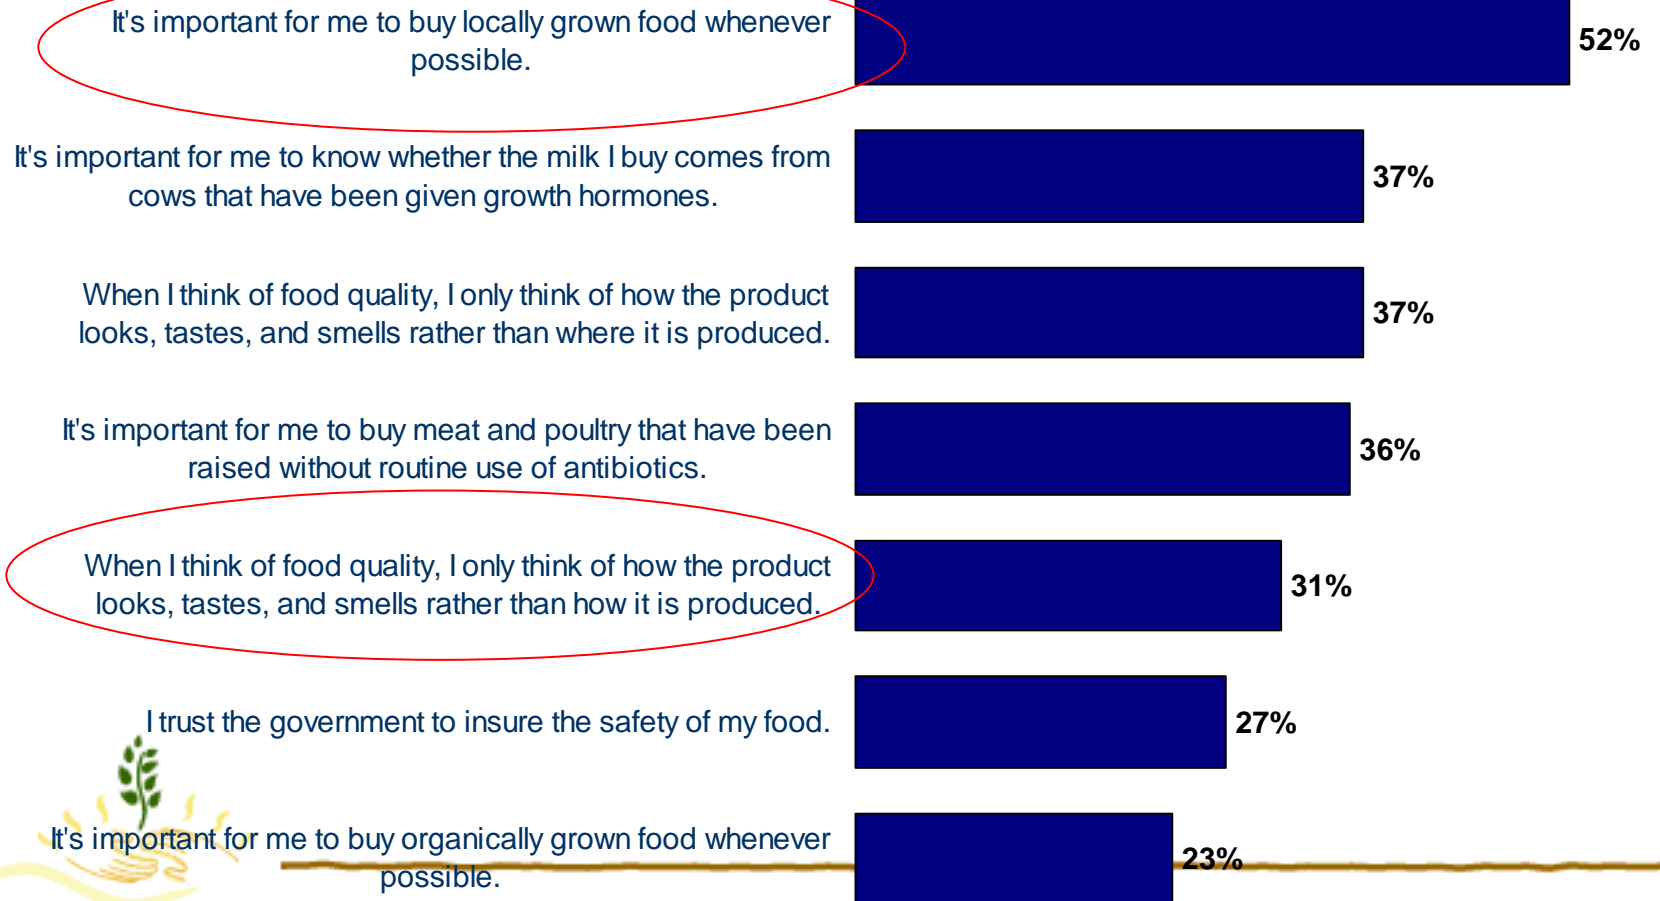 It's important for me to buy locally grown food whenever
possible.
52%
It's important for me to know whether the milk I buy comes from
cows that have been given growth hormones.
37%
When I think of food quality, I only think of how the product
looks, tastes, and smells rather than where it is produced.
37%
It's important for me to buy meat and poultry that have been
raised without routine use of antibiotics.
36%
When I think of food quality, I only think of how the product
looks, tastes, and smells rather than how it is produced.
31%
I trust the government to insure the safety of my food.
27%
It's important for me to buy organically grown food whenever
possible.
23%